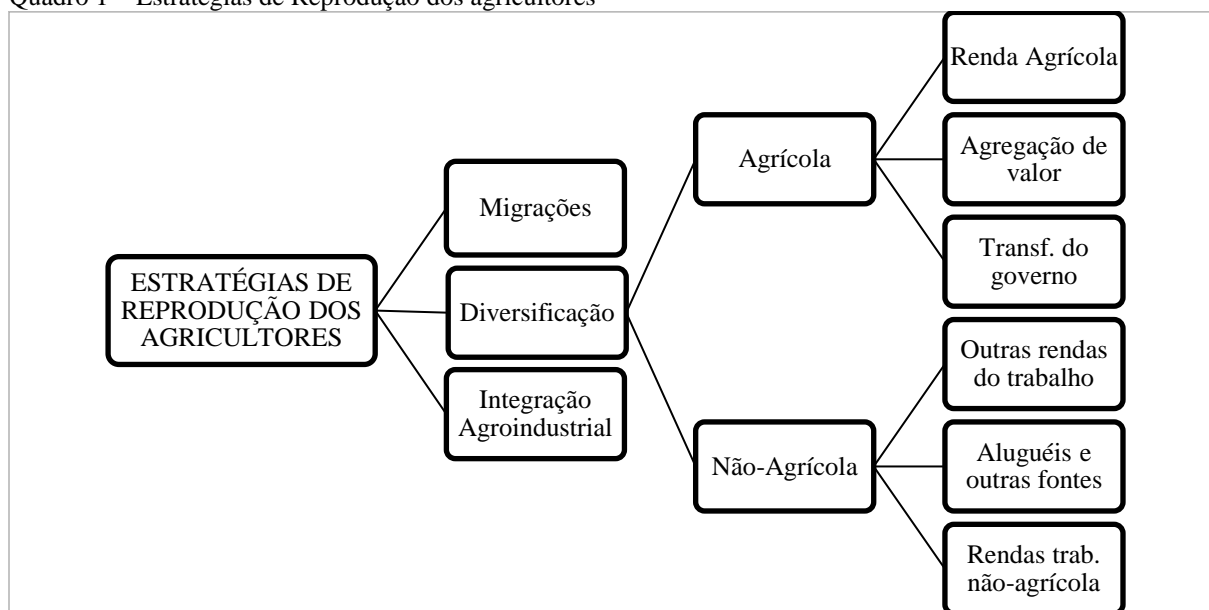 Quadro 1 – Estratégias de Reprodução dos agricultores
ESTRATÉGIAS DE
REPRODUÇÃO DOS
AGRICULTORES
Migrações
Diversificação
Integração
Agroindustrial
Agrícola
Não-Agrícola
Renda Agrícola
Agregação de
valor
Transf. do
governo
Outras rendas
do trabalho
Aluguéis e
outras fontes
Rendas trab.
não-agrícola